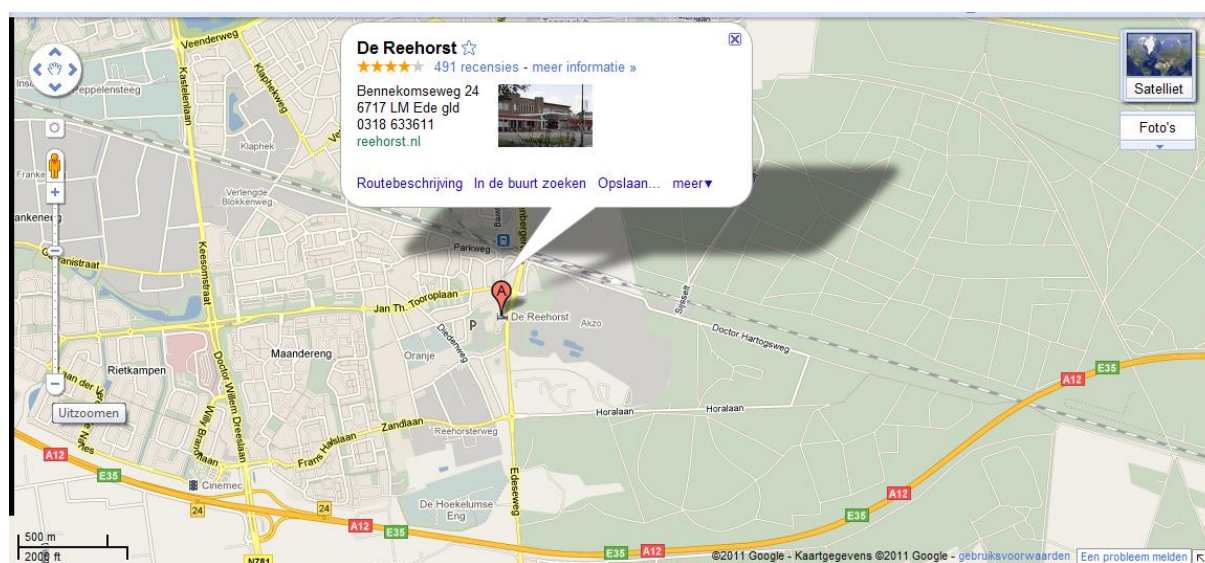 Veenderweg
Kastelenlaan
Klaphekweg
Peppelensteeg
Klaphek
Verlengde
Blokkenweg
Keesomstraat
Parkweg
De Reehorst
491 recensies - meer informatie »
Bennekomseweg 24
6717 LM Ede gld
0318 633611
reehorst.nl
Routebeschrijving In de buurt zoeken Opslaan... meer▼
Satelliet
Foto's
Jan Th. Tooroplaan
A
De Reehorst
P
Akzo
Sijsselt
Doctor Hartogsweg
Diedenweg
Oranje
Maandereng
Rietkampen
Doctor Willem Dreeslaan
Uitzoomen
Horalaan
Horalaan
Zandlaan
Reehorsterweg
Frans Halslaan
Edeseweg
Cinemec
De Hoekelumse
Eng
A12
E35
24
24
A12
E35
E35
A12
E35
A12
A12
E35
N781
500 m
2000 ft
©2011 Google - Kaartgegevens ©2011 Google - gebruiksvoorwaarden
Een probleem melden